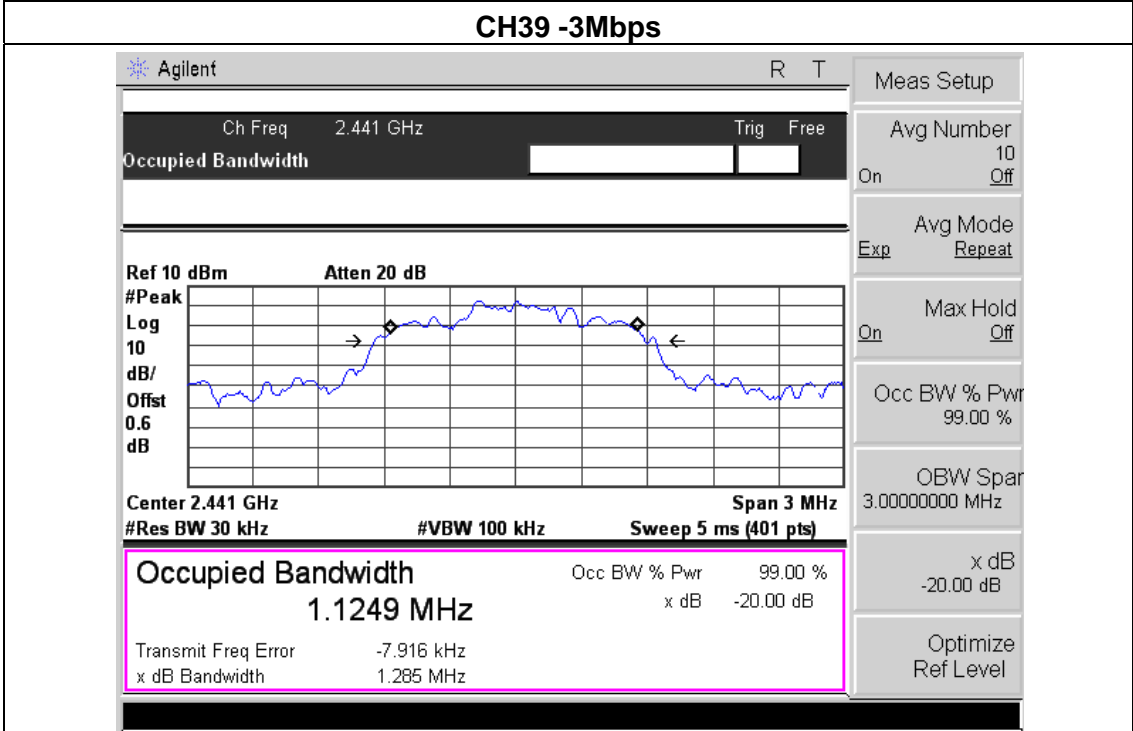 CH39 -3Mbps
Agilent R T
Ch Freq 2.441 GHz Trig Free
Occupied Bandwidth
Ref 10 dBm Atten 20 dB
#Peak
Log
10
dB/
Offst
0.6
dB
Center 2.441 GHz Span 3 MHz
#Res BW 30 kHz #VBW 100 kHz Sweep 5 ms (401 pts)
Occupied Bandwidth Occ BW % Pwr 99.00 %
1.1249 MHz x dB -20.00 dB
Transmit Freq Error -7.916 kHz
x dB Bandwidth 1.285 MHz
Meas Setup
Avg Number
10
On Off
Avg Mode
Exp Repeat
Max Hold
On Off
Occ BW % Pwr
99.00 %
OBW Span
3.00000000 MHz
x dB
-20.00 dB
Optimize
Ref Level